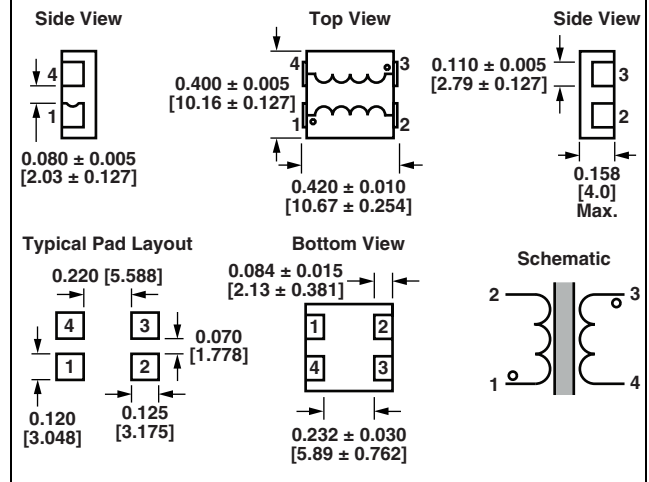 Side View
4
1
0.080 ± 0.005
[2.03 ± 0.127]
Top View
0.400 ± 0.005
[10.16 ± 0.127]
4
3
1
2
0.420 ± 0.010
[10.67 ± 0.254]
Side View
0.110 ± 0.005
[2.79 ± 0.127]
3
2
0.158
[4.0]
Max.
Typical Pad Layout
0.220 [5.588]
4
3
1
2
0.070
[1.778]
0.120
[3.048]
0.125
[3.175]
Bottom View
0.084 ± 0.015
[2.13 ± 0.381]
1
2
4
3
0.232 ± 0.030
[5.89 ± 0.762]
Schematic
2
3
1
4